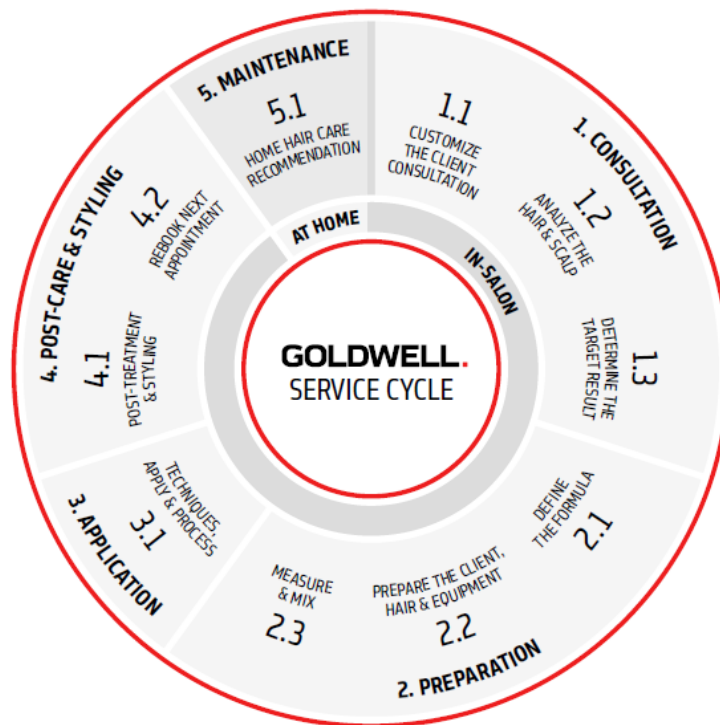 GOLDWELL.
SERVICE CYCLE
IN-SALON
AT HOME
1. CONSULTATION
1.1
CUSTOMIZE
THE CLIENT
CONSULTATION
1.2
ANALYZE THE
HAIR & SCALP
1.3
DETERMINE THE
TARGET RESULT
2. PREPARATION
2.1
DEFINE
THE FORMULA
2.2
PREPARE THE CLIENT,
HAIR & EQUIPMENT
2.3
MEASURE
& MIX
3. APPLICATION
3.1
TECHNIQUES,
APPLY & PROCESS
4. POST-CARE & STYLING
4.1
POST-TREATMENT
& STYLING
4.2
REBOOK NEXT
APPOINTMENT
5. MAINTENANCE
5.1
HOME HAIR CARE
RECOMMENDATION